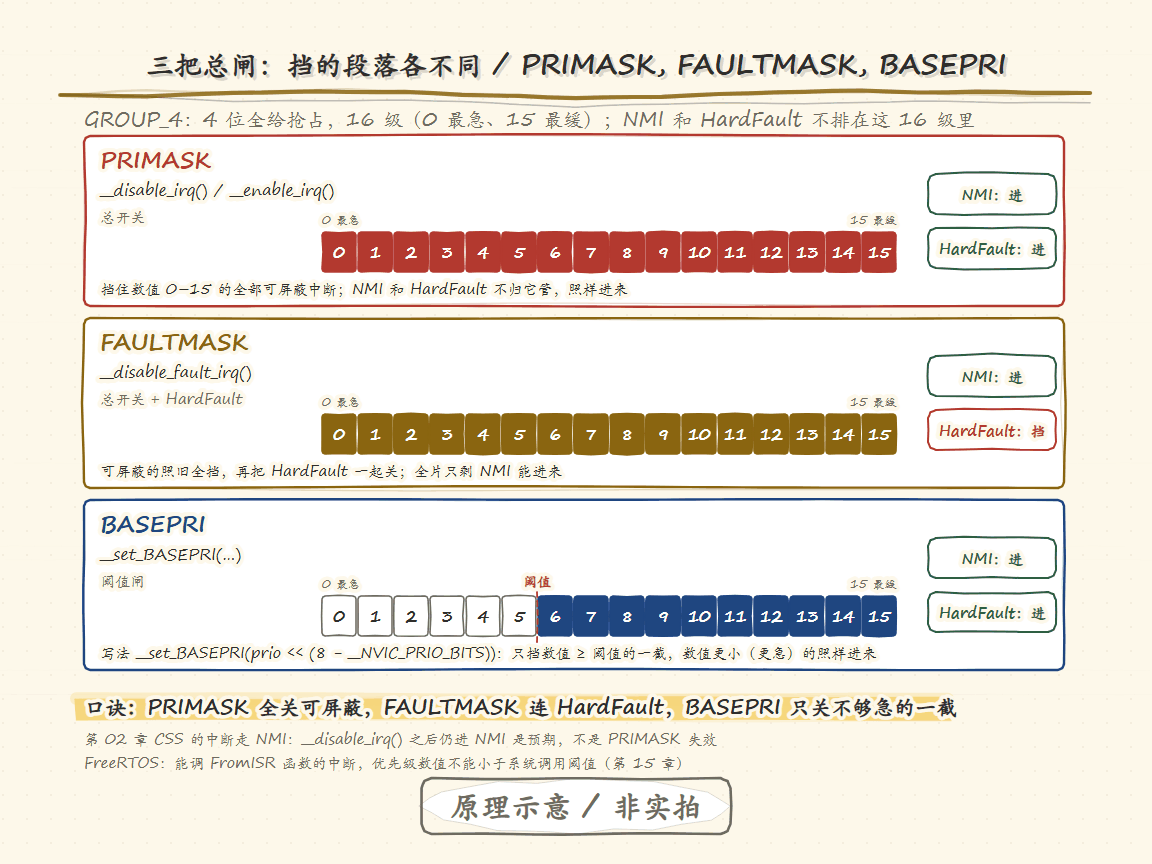 三把总闸：挡的段落各不同 / PRIMASK, FAULTMASK, BASEPRI
GROUP_4：4 位全给抢占，16 级（0 最急、15 最缓）；NMI 和 HardFault 不排在这 16 级里
PRIMASK
__disable_irq() / __enable_irq()
总开关
0 最急 15 最缓
0 1 2 3 4 5 6 7 8 9 10 11 12 13 14 15
NMI：进
HardFault：进
挡住数值 0–15 的全部可屏蔽中断；NMI 和 HardFault 不归它管，照样进来
FAULTMASK
__disable_fault_irq()
总开关 + HardFault
0 最急 15 最缓
0 1 2 3 4 5 6 7 8 9 10 11 12 13 14 15
NMI：进
HardFault：挡
可屏蔽的照旧全挡，再把 HardFault 一起关；全片只剩 NMI 能进来
BASEPRI
__set_BASEPRI(...)
阈值闸
0 最急 阈值 15 最缓
0 1 2 3 4 5 6 7 8 9 10 11 12 13 14 15
NMI：进
HardFault：进
写法 __set_BASEPRI(prio << (8 - __NVIC_PRIO_BITS))：只挡数值 ≥ 阈值的一截，数值更小（更急）的照样进来
口诀：PRIMASK 全关可屏蔽，FAULTMASK 连 HardFault，BASEPRI 只关不够急的一截
第 02 章 CSS 的中断走 NMI：__disable_irq() 之后仍进 NMI 是预期，不是 PRIMASK 失效
FreeRTOS：能调 FromISR 函数的中断，优先级数值不能小于系统调用阈值（第 15 章）
原理示意 / 非实拍